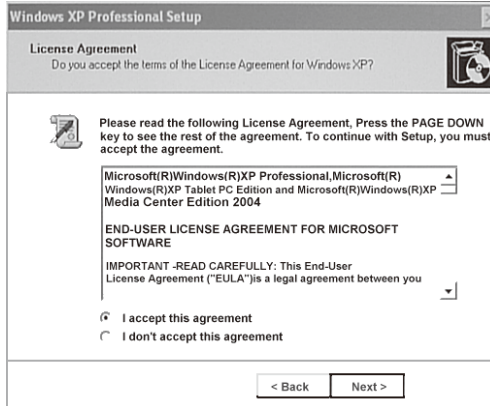 Windows XP Professional Setup
License Agreement
Do you accept the terms of the License Agreement for Windows XP?
Please read the following License Agreement, Press the PAGE DOWN
key to see the rest of the agreement. To continue with Setup, you must
accept the agreement.
Microsoft(R)Windows(R)XP Professional,Microsoft(R)
Windows(R)XP Tablet PC Edition and Microsoft(R)Windows(R)XP
Media Center Edition 2004
END-USER LICENSE AGREEMENT FOR MICROSOFT
SOFTWARE
IMPORTANT -READ CAREFULLY: This End-User
License Agreement ("EULA")is a legal agreement between you
I accept this agreement
I don't accept this agreement
< Back
Next >